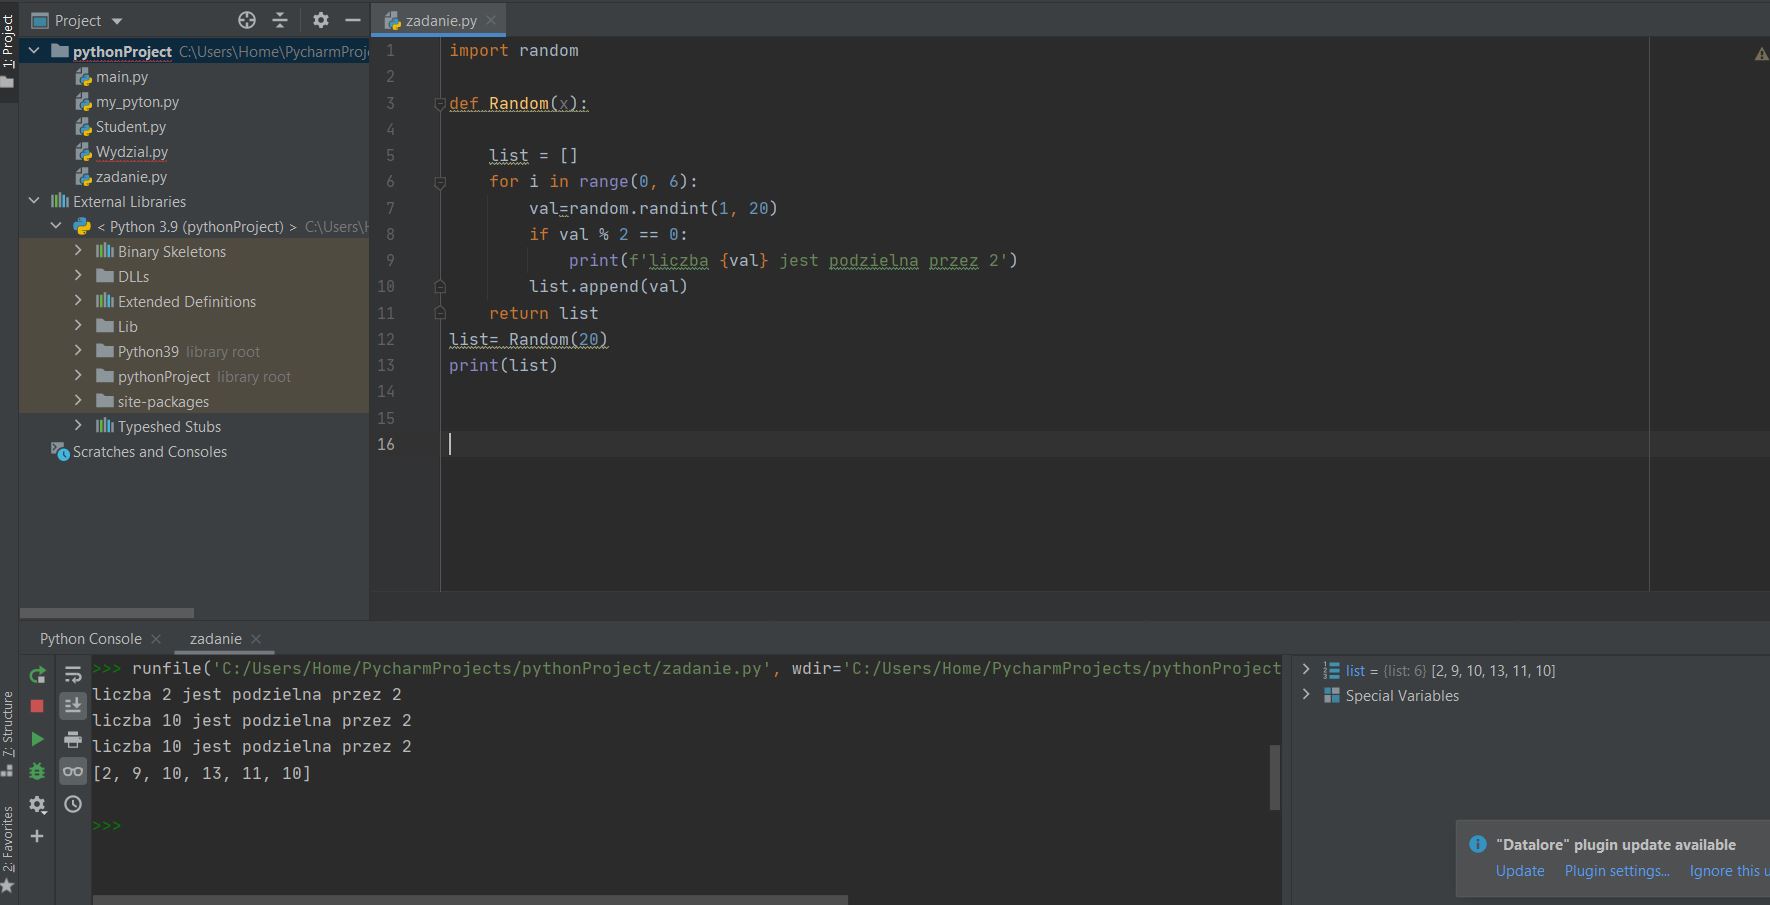 1: Project
Project
zadanie.py
pythonProject C:\Users\Home\PycharmProj
main.py
my_pyton.py
Student.py
Wydzial.py
zadanie.py
External Libraries
< Python 3.9 (pythonProject) > C:\Users\H
Binary Skeletons
DLLs
Extended Definitions
Lib
Python39 library root
pythonProject library root
site-packages
Typeshed Stubs
Scratches and Consoles
1 import random
2
3 def Random(x):
4
5 list = []
6 for i in range(0, 6):
7 val=random.randint(1, 20)
8 if val % 2 == 0:
9 print(f'liczba {val} jest podzielna przez 2')
10 list.append(val)
11 return list
12 list= Random(20)
13 print(list)
14
15
16
Python Console
zadanie
>>> runfile('C:/Users/Home/PycharmProjects/pythonProject/zadanie.py', wdir='C:/Users/Home/PycharmProjects/pythonProject
liczba 2 jest podzielna przez 2
liczba 10 jest podzielna przez 2
liczba 10 jest podzielna przez 2
[2, 9, 10, 13, 11, 10]
>>>
list = {list: 6} [2, 9, 10, 13, 11, 10]
Special Variables
7: Structure
2: Favorites
"Datalore" plugin update available
Update Plugin settings... Ignore this u